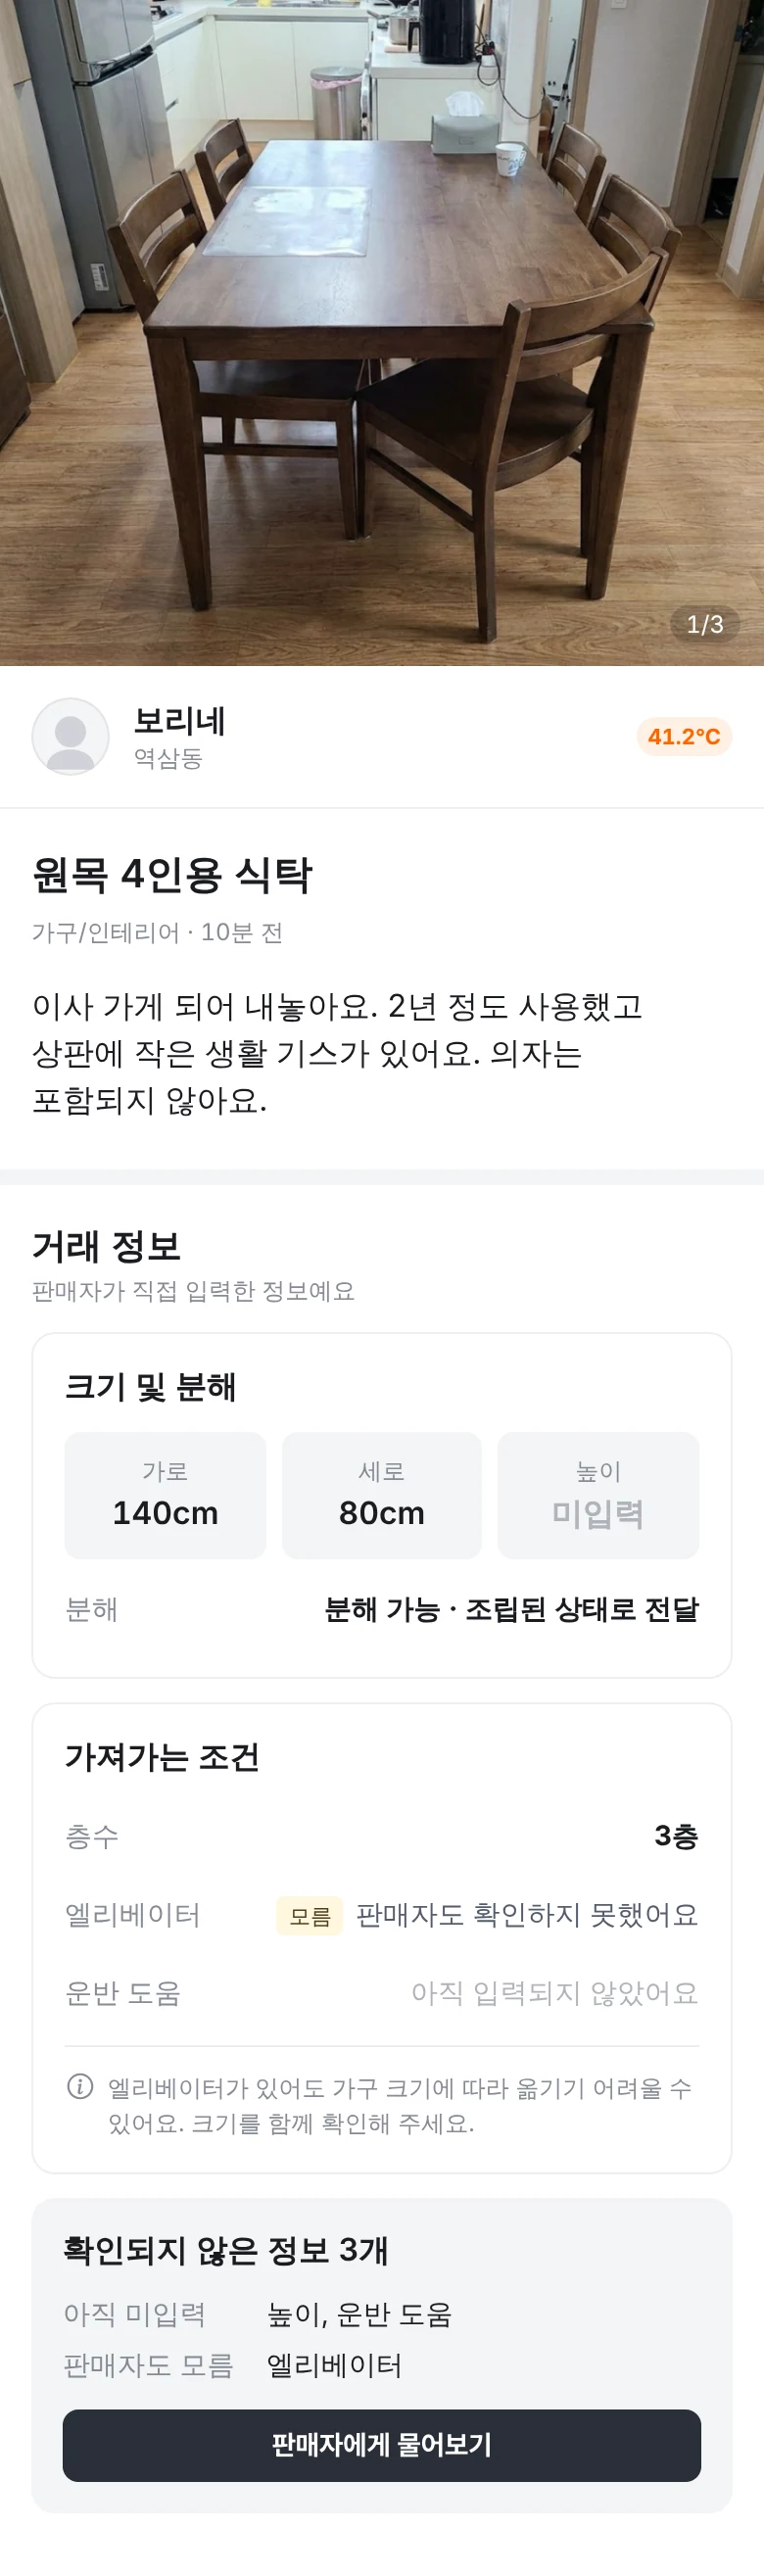 1/3
보리네
역삼동
41.2°C
원목 4인용 식탁
가구/인테리어 · 10분 전
이사 가게 되어 내놓아요. 2년 정도 사용했고
상판에 작은 생활 기스가 있어요. 의자는
포함되지 않아요.
거래 정보
판매자가 직접 입력한 정보예요
크기 및 분해
가로 세로 높이
140cm 80cm 미입력
분해 분해 가능 · 조립된 상태로 전달
가져가는 조건
층수 3층
엘리베이터 모름 판매자도 확인하지 못했어요
운반 도움 아직 입력되지 않았어요
엘리베이터가 있어도 가구 크기에 따라 옮기기 어려울 수
있어요. 크기를 함께 확인해 주세요.
확인되지 않은 정보 3개
아직 미입력 높이, 운반 도움
판매자도 모름 엘리베이터
판매자에게 물어보기